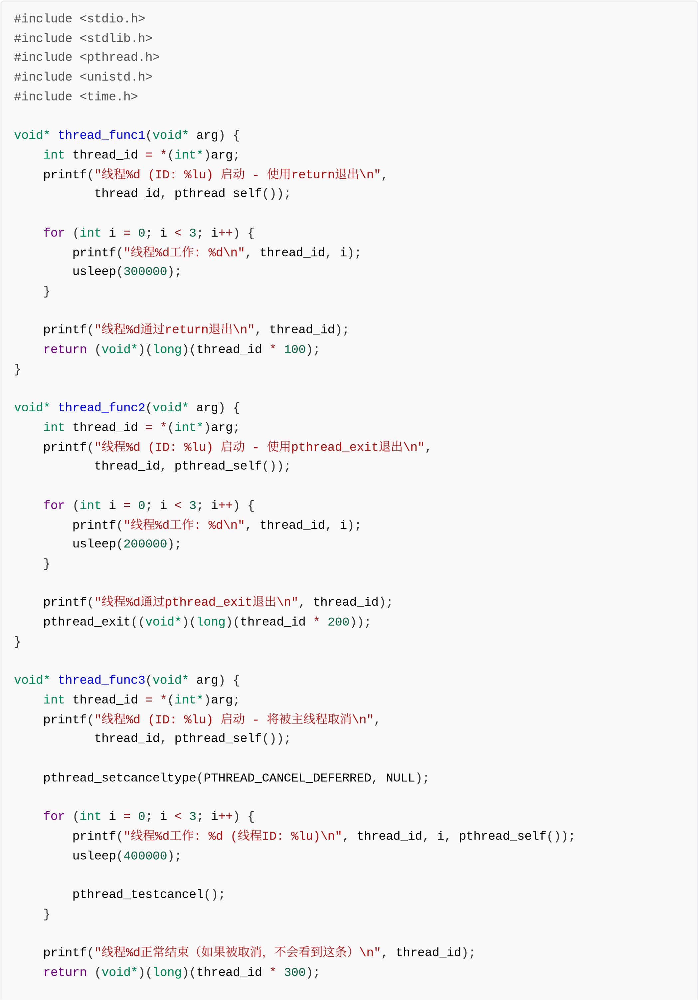 #include <stdio.h>
#include <stdlib.h>
#include <pthread.h>
#include <unistd.h>
#include <time.h>

void* thread_func1(void* arg) {
    int thread_id = *(int*)arg;
    printf("线程%d (ID: %lu) 启动 - 使用return退出\n",
           thread_id, pthread_self());

    for (int i = 0; i < 3; i++) {
        printf("线程%d工作: %d\n", thread_id, i);
        usleep(300000);
    }

    printf("线程%d通过return退出\n", thread_id);
    return (void*)(long)(thread_id * 100);
}

void* thread_func2(void* arg) {
    int thread_id = *(int*)arg;
    printf("线程%d (ID: %lu) 启动 - 使用pthread_exit退出\n",
           thread_id, pthread_self());

    for (int i = 0; i < 3; i++) {
        printf("线程%d工作: %d\n", thread_id, i);
        usleep(200000);
    }

    printf("线程%d通过pthread_exit退出\n", thread_id);
    pthread_exit((void*)(long)(thread_id * 200));
}

void* thread_func3(void* arg) {
    int thread_id = *(int*)arg;
    printf("线程%d (ID: %lu) 启动 - 将被主线程取消\n",
           thread_id, pthread_self());

    pthread_setcanceltype(PTHREAD_CANCEL_DEFERRED, NULL);

    for (int i = 0; i < 3; i++) {
        printf("线程%d工作: %d (线程ID: %lu)\n", thread_id, i, pthread_self());
        usleep(400000);

        pthread_testcancel();
    }

    printf("线程%d正常结束（如果被取消，不会看到这条）\n", thread_id);
    return (void*)(long)(thread_id * 300);